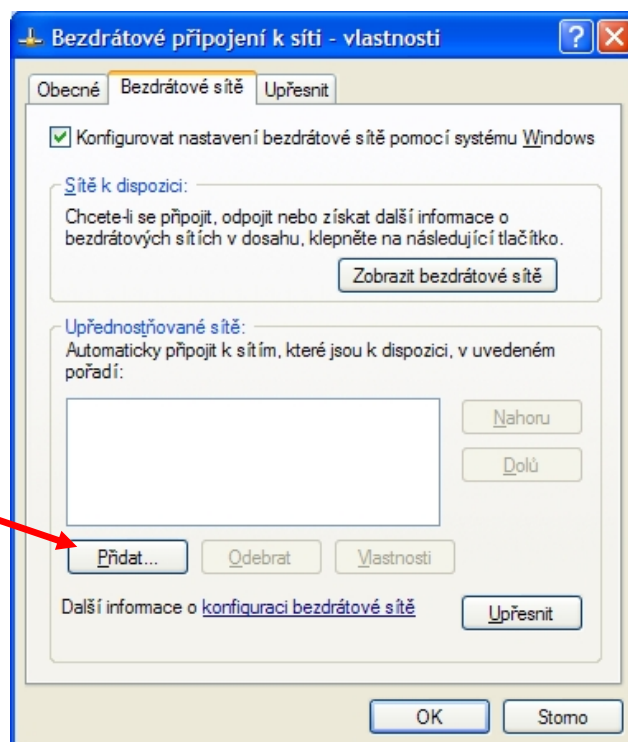 Bezdrátové připojení k síti - vlastnosti
Obecné
Bezdrátové sítě
Upřesnit
Konfigurovat nastavení bezdrátové sítě pomocí systému Windows
Sítě k dispozici:
Chcete-li se připojit, odpojit nebo získat další informace o
bezdrátových sítích v dosahu, klepněte na následující tlačítko.
Zobrazit bezdrátové sítě
Upřednostňované sítě:
Automaticky připojit k sítím, které jsou k dispozici, v uvedeném
pořadí:
Nahoru
Dolů
Přidat...
Odebrat
Vlastnosti
Další informace o konfiguraci bezdrátové sítě
Upřesnit
OK
Storno